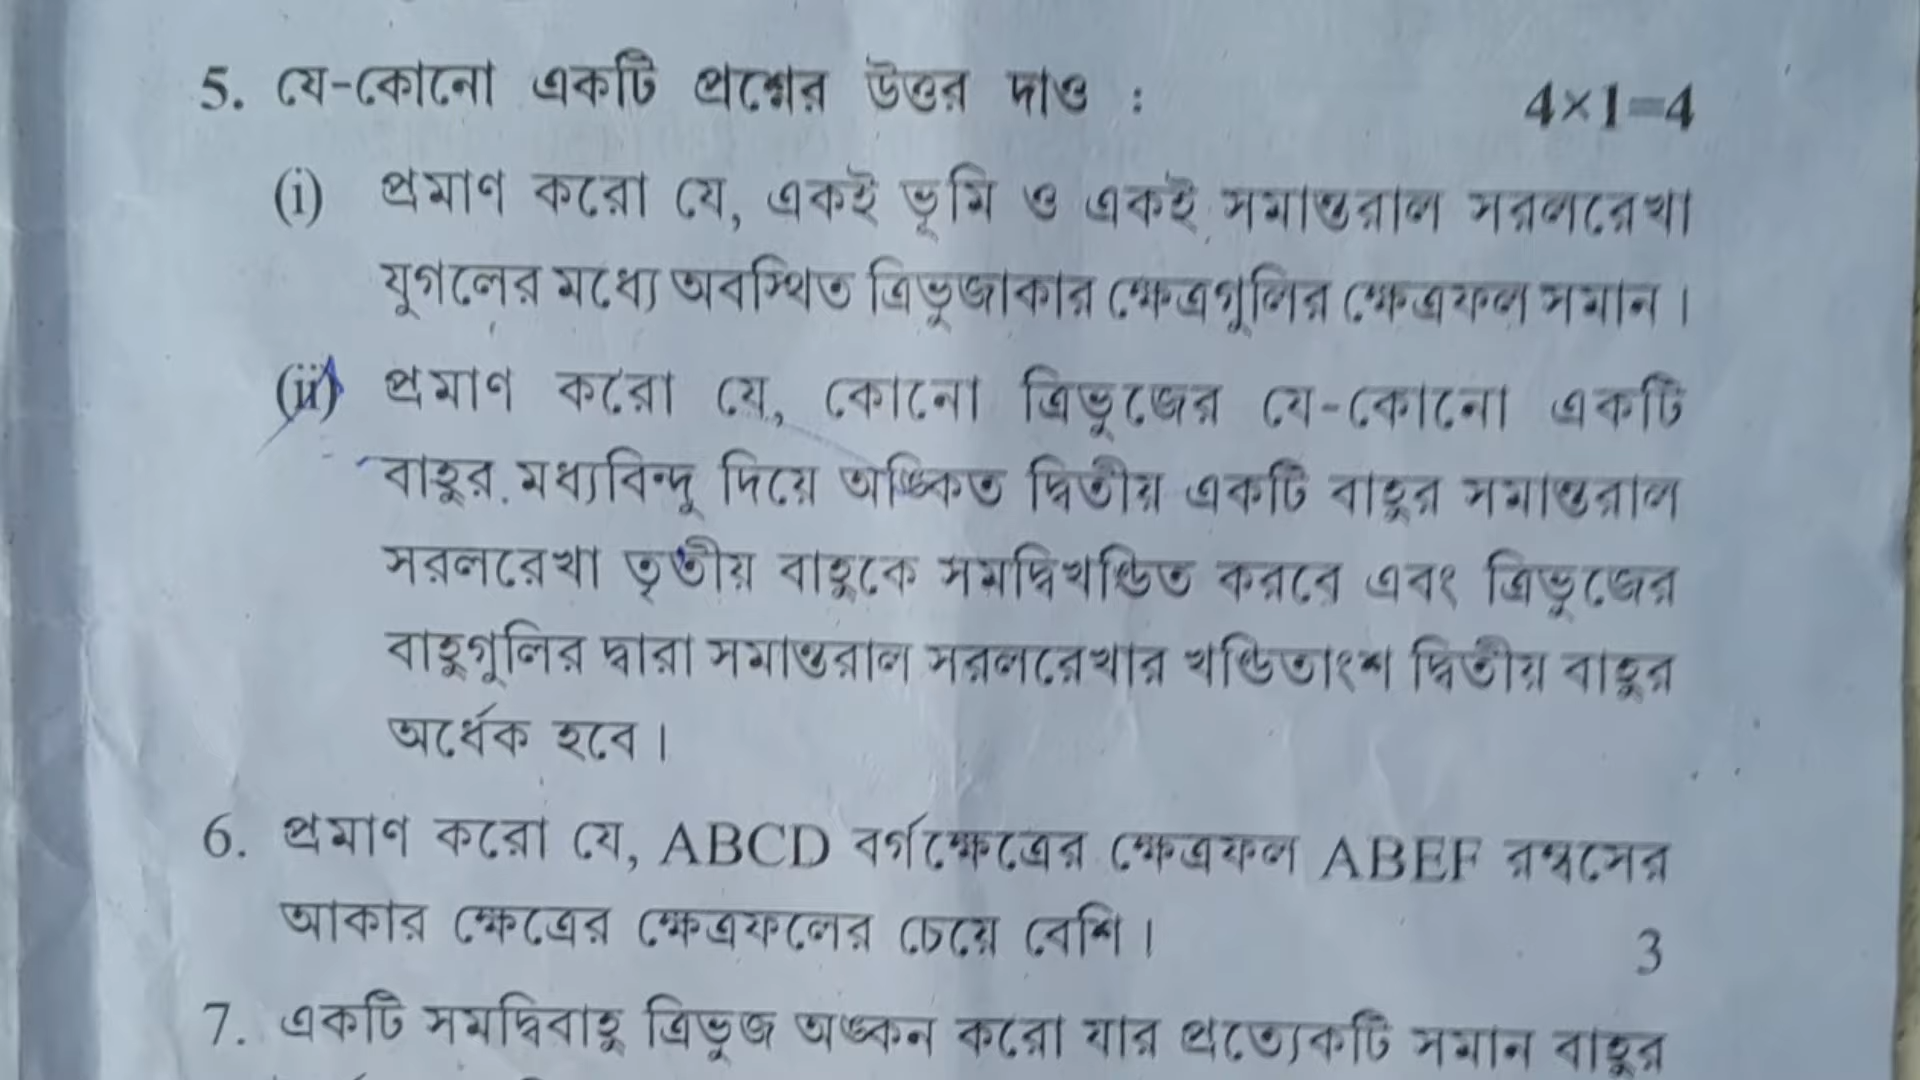 5. যে-কোনো একটি প্রশ্নের উত্তর দাও : 4×1=4
(i) প্রমাণ করো যে, একই ভূমি ও একই সমান্তরাল সরলরেখা
যুগলের মধ্যে অবস্থিত ত্রিভুজাকার ক্ষেত্রগুলির ক্ষেত্রফল সমান ।
(ii) প্রমাণ করো যে, কোনো ত্রিভুজের যে-কোনো একটি
বাহুর মধ্যবিন্দু দিয়ে অঙ্কিত দ্বিতীয় একটি বাহুর সমান্তরাল
সরলরেখা তৃতীয় বাহুকে সমদ্বিখণ্ডিত করবে এবং ত্রিভুজের
বাহুগুলির দ্বারা সমান্তরাল সরলরেখার খণ্ডিতাংশ দ্বিতীয় বাহুর
অর্ধেক হবে ।
6. প্রমাণ করো যে, ABCD বর্গক্ষেত্রের ক্ষেত্রফল ABEF রম্বসের
আকার ক্ষেত্রের ক্ষেত্রফলের চেয়ে বেশি । 3
7. একটি সমদ্বিবাহু ত্রিভুজ অঙ্কন করো যার প্রত্যেকটি সমান বাহুর